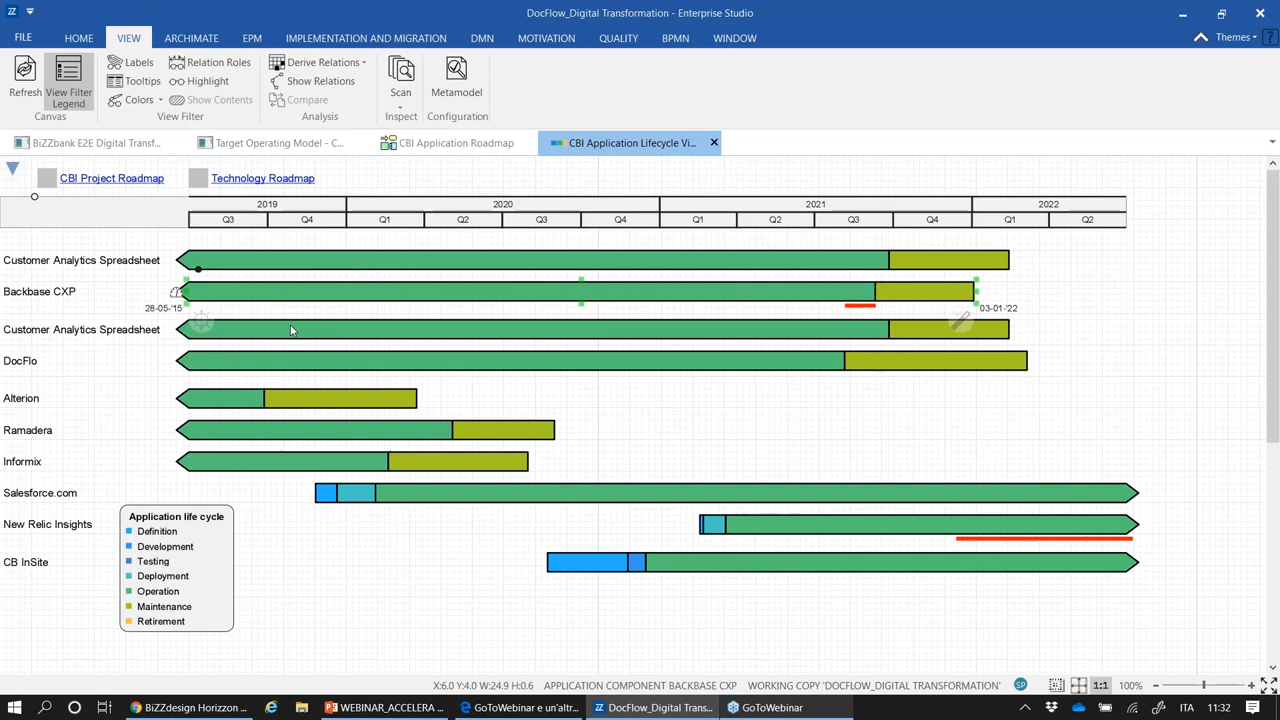 DocFlow_Digital Transformation - Enterprise Studio
FILE HOME VIEW ARCHIMATE EPM IMPLEMENTATION AND MIGRATION DMN MOTIVATION QUALITY BPMN WINDOW Themes ?
Refresh
View Filter Legend
Canvas
Labels
Tooltips
Colors
Relation Roles
Highlight
Show Contents
View Filter
Derive Relations
Show Relations
Compare
Analysis
Scan
Inspect
Metamodel
Configuration
BiZZbank E2E Digital Transf...
Target Operating Model - C...
CBI Application Roadmap
CBI Application Lifecycle Vi...
CBI Project Roadmap
Technology Roadmap
2019 2020 2021 2022
Q3 Q4 Q1 Q2 Q3 Q4 Q1 Q2 Q3 Q4 Q1 Q2
Customer Analytics Spreadsheet
Backbase CXP
28-05-'15
03-01-'22
Customer Analytics Spreadsheet
DocFlo
Alterion
Ramadera
Informix
Salesforce.com
New Relic Insights
CB InSite
Application life cycle
Definition
Development
Testing
Deployment
Operation
Maintenance
Retirement
X:6.0 Y:4.0 W:24.9 H:0.6 APPLICATION COMPONENT BACKBASE CXP WORKING COPY 'DOCFLOW_DIGITAL TRANSFORMATION' SP 1:1 100%
BiZZdesign Horizzon ...
WEBINAR_ACCELERA ...
GoToWebinar e un'altr...
DocFlow_Digital Trans...
GoToWebinar
ITA
11:32